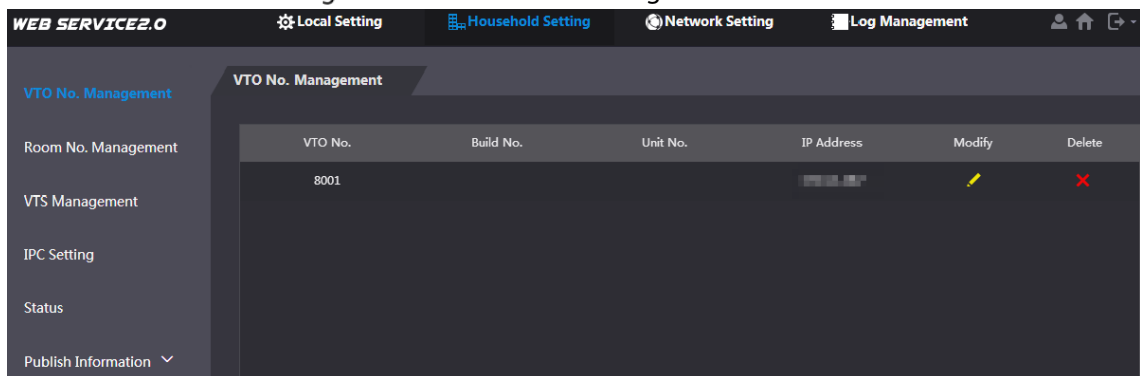 WEB SERVICE2.0 Local Setting Household Setting Network Setting Log Management
VTO No. Management
VTO No. Management
Room No. Management
VTS Management
IPC Setting
Status
Publish Information
VTO No. Build No. Unit No. IP Address Modify Delete
8001